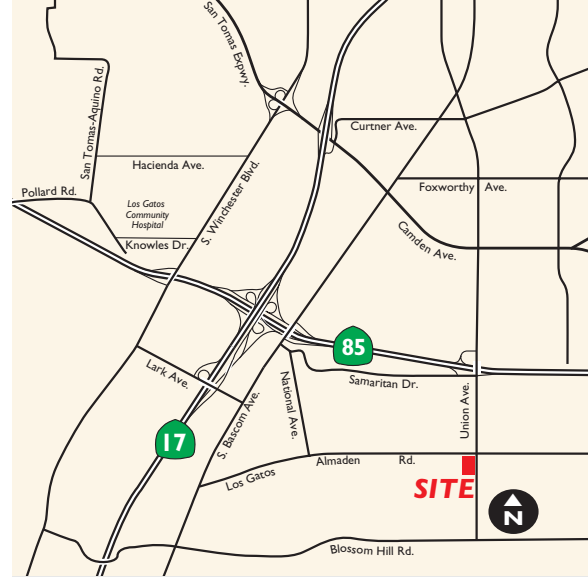 San Tomas Expwy.
San Tomas-Aquino Rd.
Curtner Ave.
Hacienda Ave.
S. Winchester Blvd.
Foxworthy Ave.
Pollard Rd.
Los Gatos
Community
Hospital
Camden Ave.
Knowles Dr.
85
Lark Ave.
Samaritan Dr.
National Ave.
Union Ave.
S. Bascom Ave.
17
Los Gatos Almaden Rd.
SITE
N
Blossom Hill Rd.